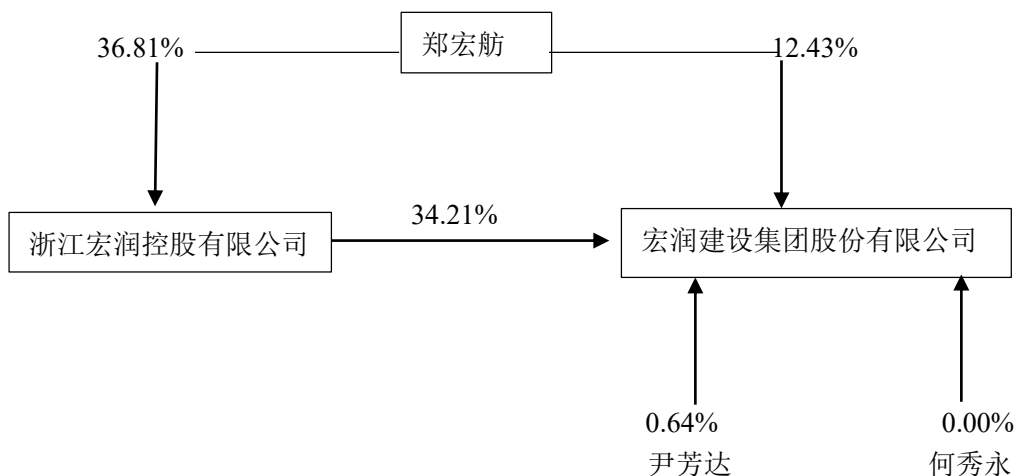 36.81%
郑宏舫
12.43%
34.21%
浙江宏润控股有限公司
宏润建设集团股份有限公司
0.64%
0.00%
尹芳达
何秀永